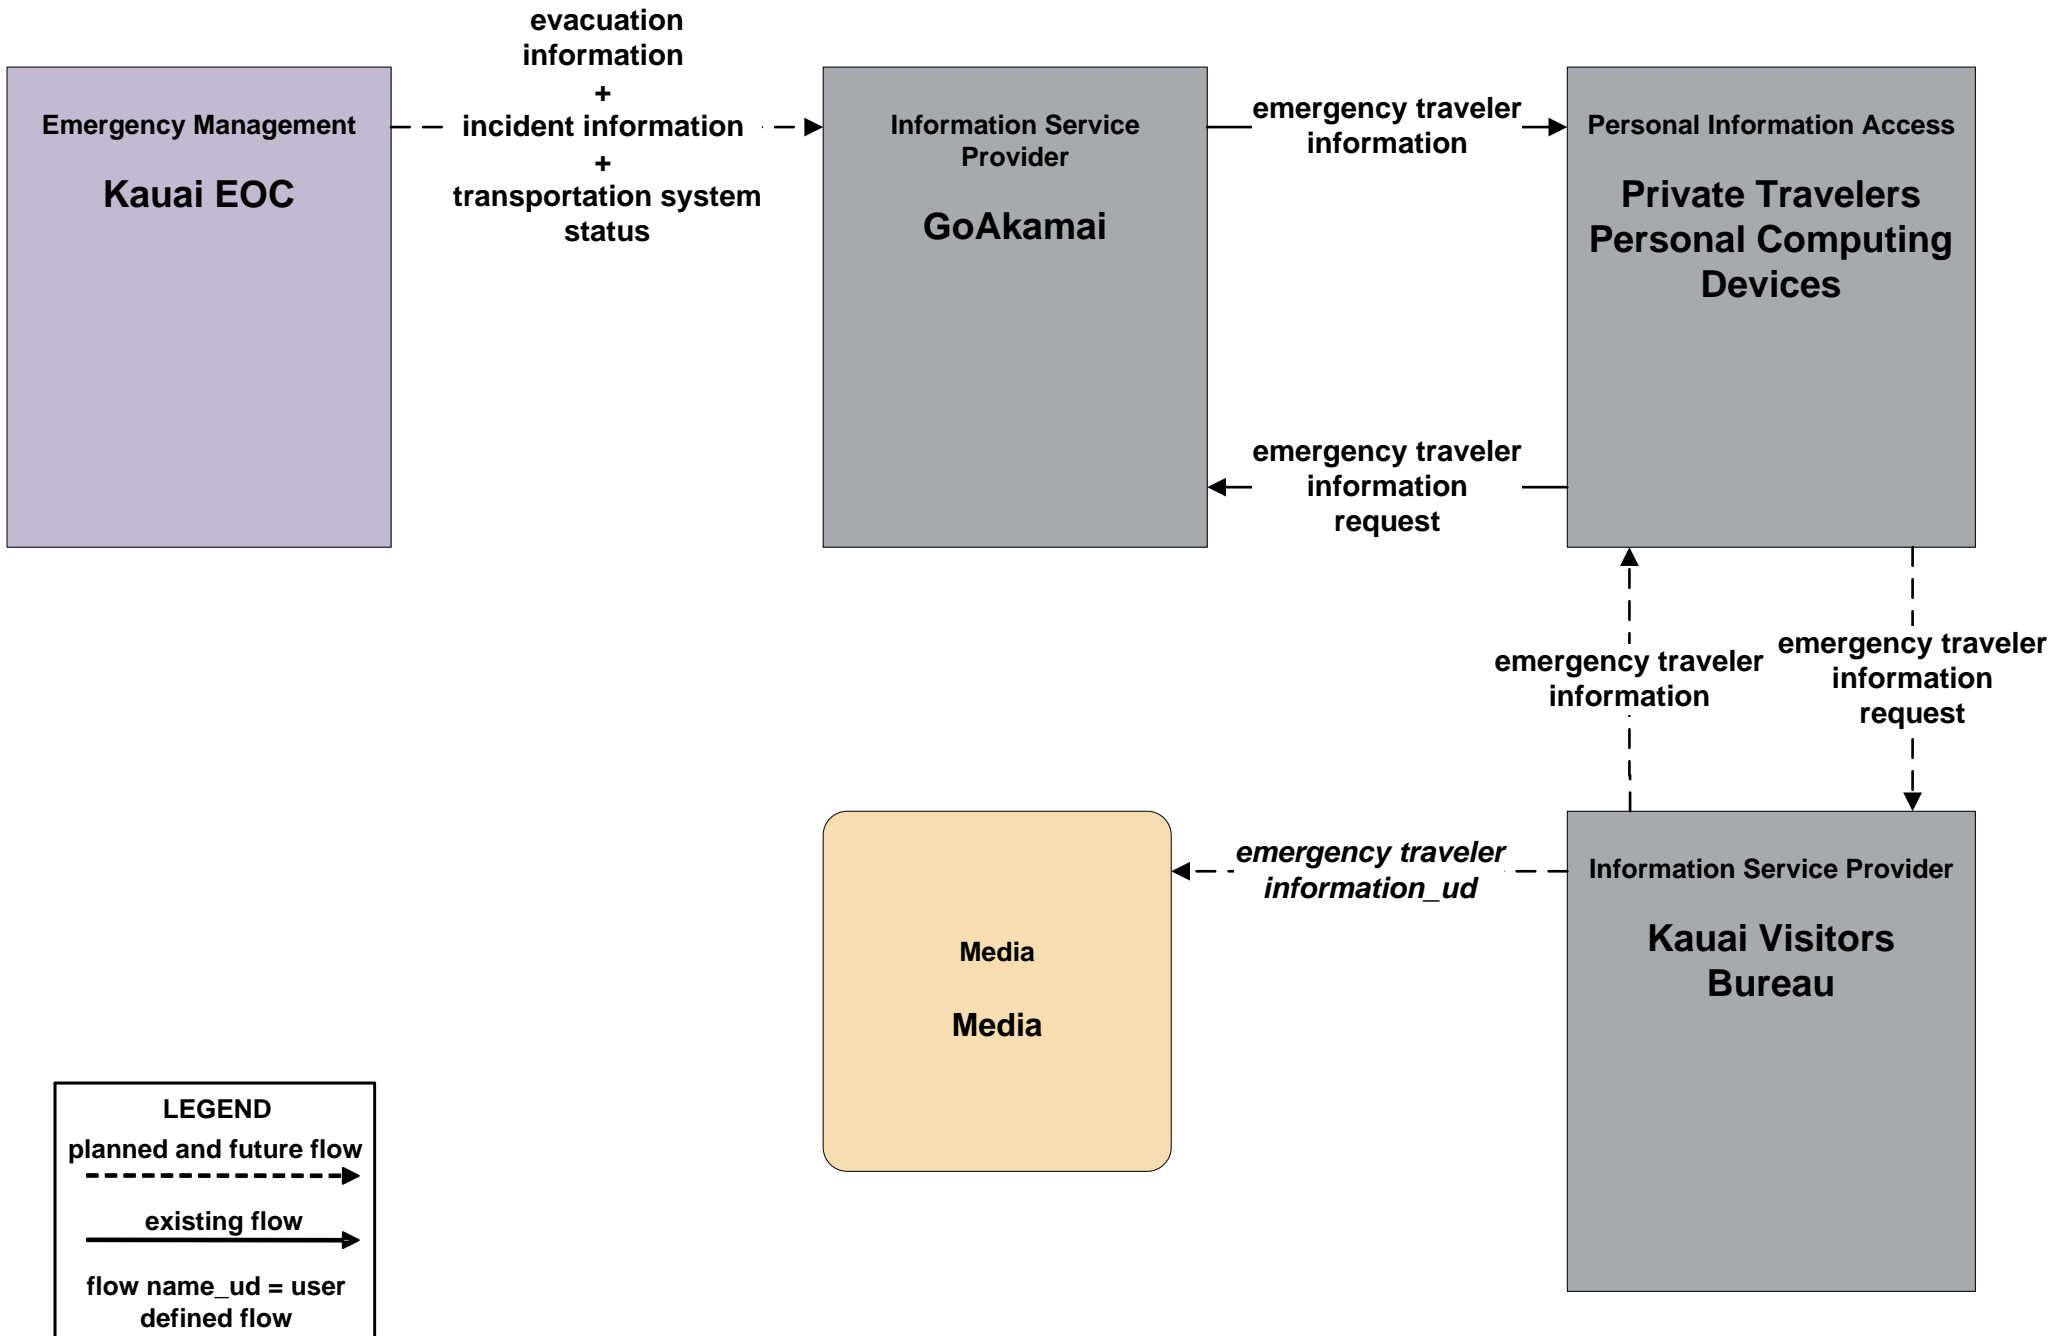 evacuation
information
+
incident information
+
transportation system
status
Emergency Management
Kauai EOC
Information Service
Provider
GoAkamai
emergency traveler
information
Personal Information Access
Private Travelers
Personal Computing
Devices
emergency traveler
information
request
emergency traveler
information
emergency traveler
information
request
Media
Media
emergency traveler
information_ud
Information Service Provider
Kauai Visitors
Bureau
LEGEND
planned and future flow
existing flow
flow name_ud = user
defined flow